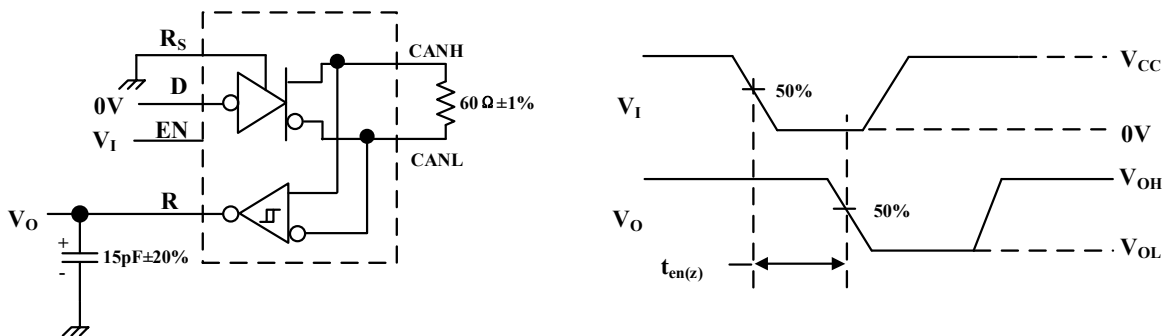 R_S
CANH
D
0V
60Ω±1%
V_I
EN
CANL
R
V_O
+
-
15pF±20%
V_CC
50%
V_I
0V
V_OH
50%
V_O
V_OL
t_en(z)